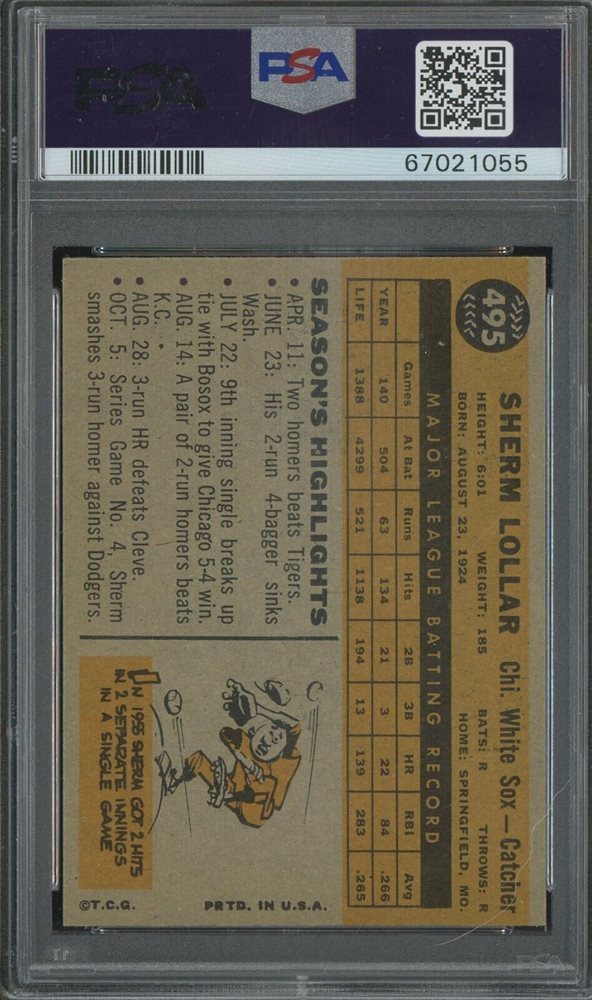 PSA
PSA
67021055
495
SHERM LOLLAR Chi. White Sox—Catcher
HEIGHT: 6:01 WEIGHT: 185 BATS: R THROWS: R
BORN: AUGUST 23, 1924 HOME: SPRINGFIELD, MO.
MAJOR LEAGUE BATTING RECORD
Games At Bat Runs Hits 2B 3B HR RBI Avg
YEAR 140 504 63 134 21 3 22 84 .266
LIFE 1388 4299 521 1138 194 13 139 283 .265
SEASON'S HIGHLIGHTS
• APR. 11: Two homers beats Tigers.
• JUNE 23: His 2-run 4-bagger sinks
Wash.
• JULY 22: 9th inning single breaks up
tie with Bosox to give Chicago 5-4 win.
• AUG. 14: A pair of 2-run homers beats
K.C.
• AUG. 28: 3-run HR defeats Cleve.
• OCT. 5: Series Game No. 4, Sherm
smashes 3-run homer against Dodgers.
IN 1955 SHERM GOT 2 HITS
IN 2 SEPARATE INNINGS
IN A SINGLE GAME
©T.C.G. PRTD. IN U.S.A.